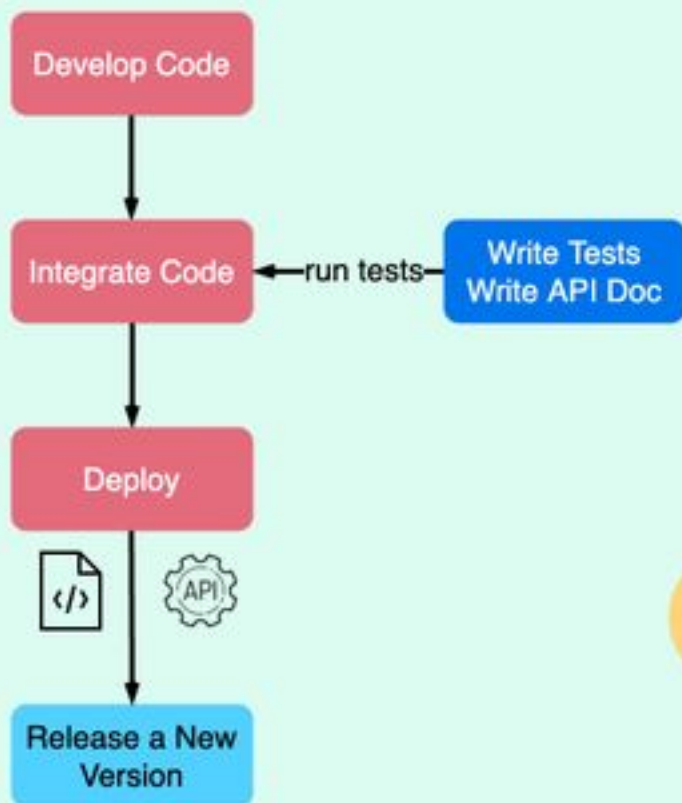 Develop Code
Integrate Code
run tests
Write Tests
Write API Doc
Deploy
</>
API
Release a New
Version